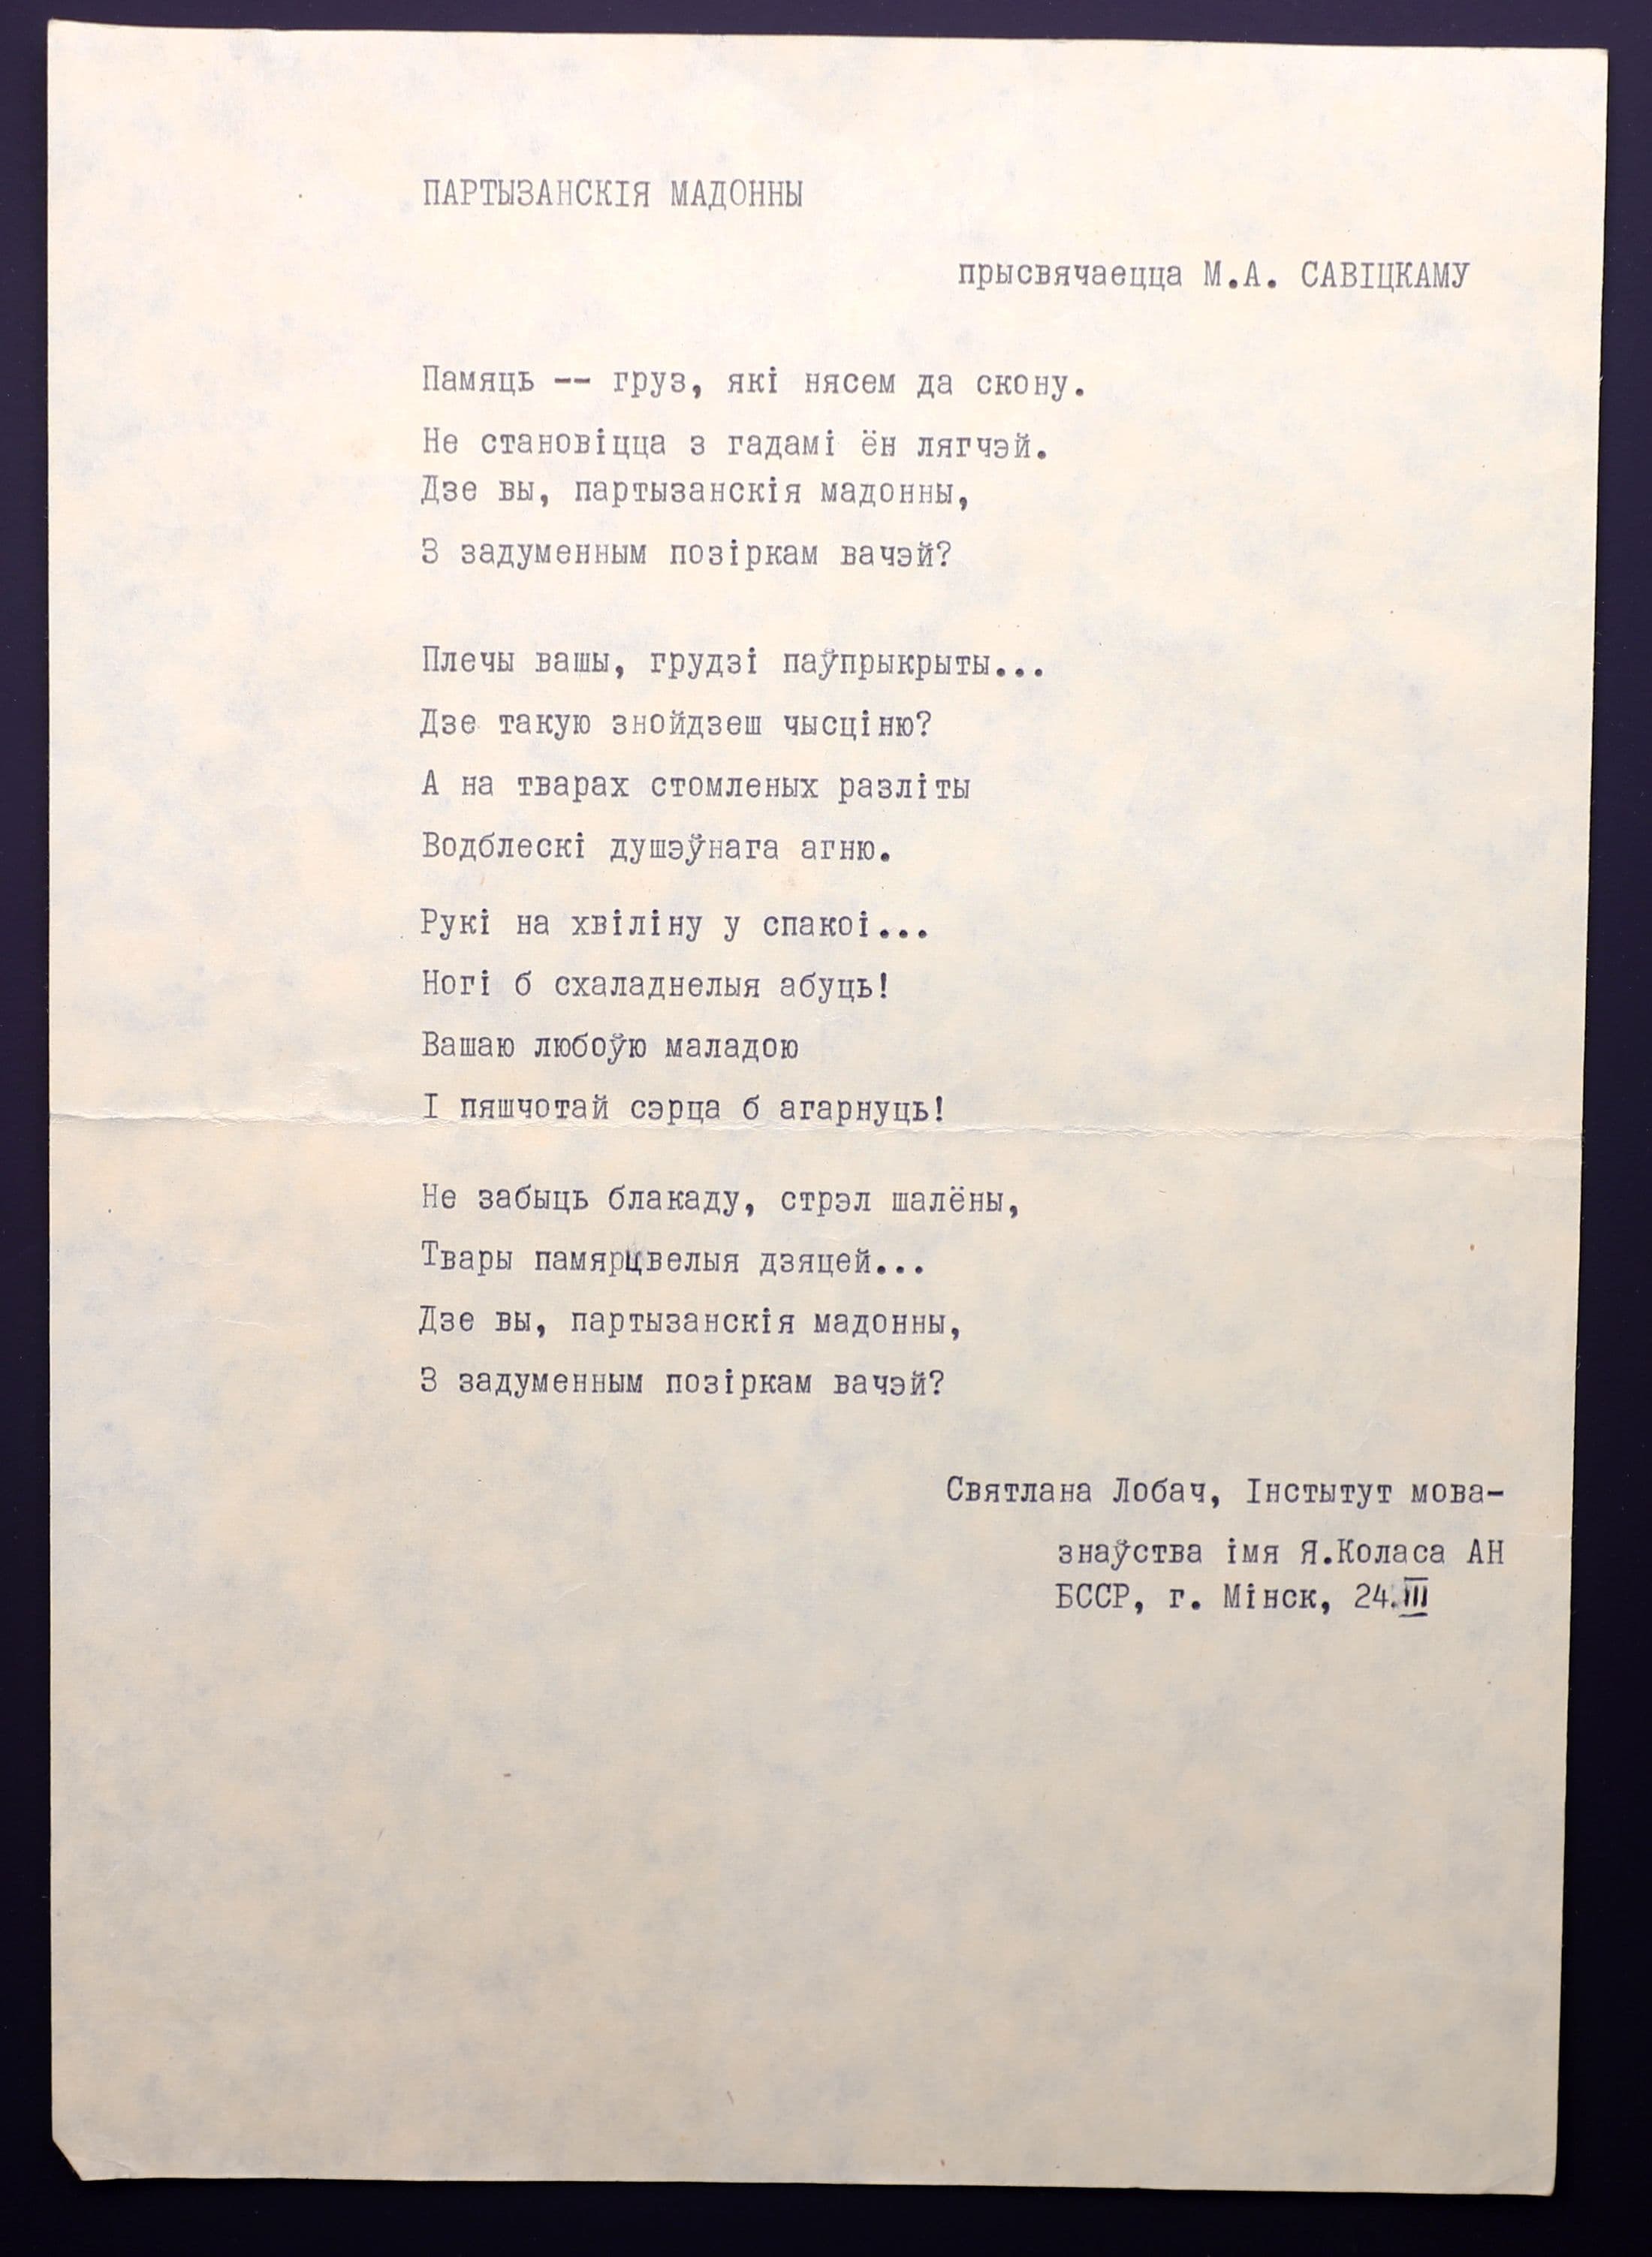 ПАРТЫЗАНСКІЯ МАДОННЫ
прысвячаецца М.А. САВІЦКАМУ
Памяць -- груз, які нясем да скону.
Не становіцца з гадамі ён лягчэй.
Дзе вы, партызанскія мадонны,
З задуменным позіркам вачэй?
Плечы вашы, грудзі паўпрыкрыты...
Дзе такую знойдзеш чысціню?
А на тварах стомленых разліты
Водблескі душэўнага агню.
Рукі на хвіліну у спакоі...
Ногі б схаладнелыя абуць!
Вашаю любоўю маладою
І пяшчотай сэрца б агарнуць!
Не забыць блакаду, стрэл шалёны,
Твары памярцвелыя дзяцей...
Дзе вы, партызанскія мадонны,
З задуменным позіркам вачэй?
Святлана Лобач, Інстытут мова-
знаўства імя Я.Коласа АН
БССР, г. Мінск, 24.III